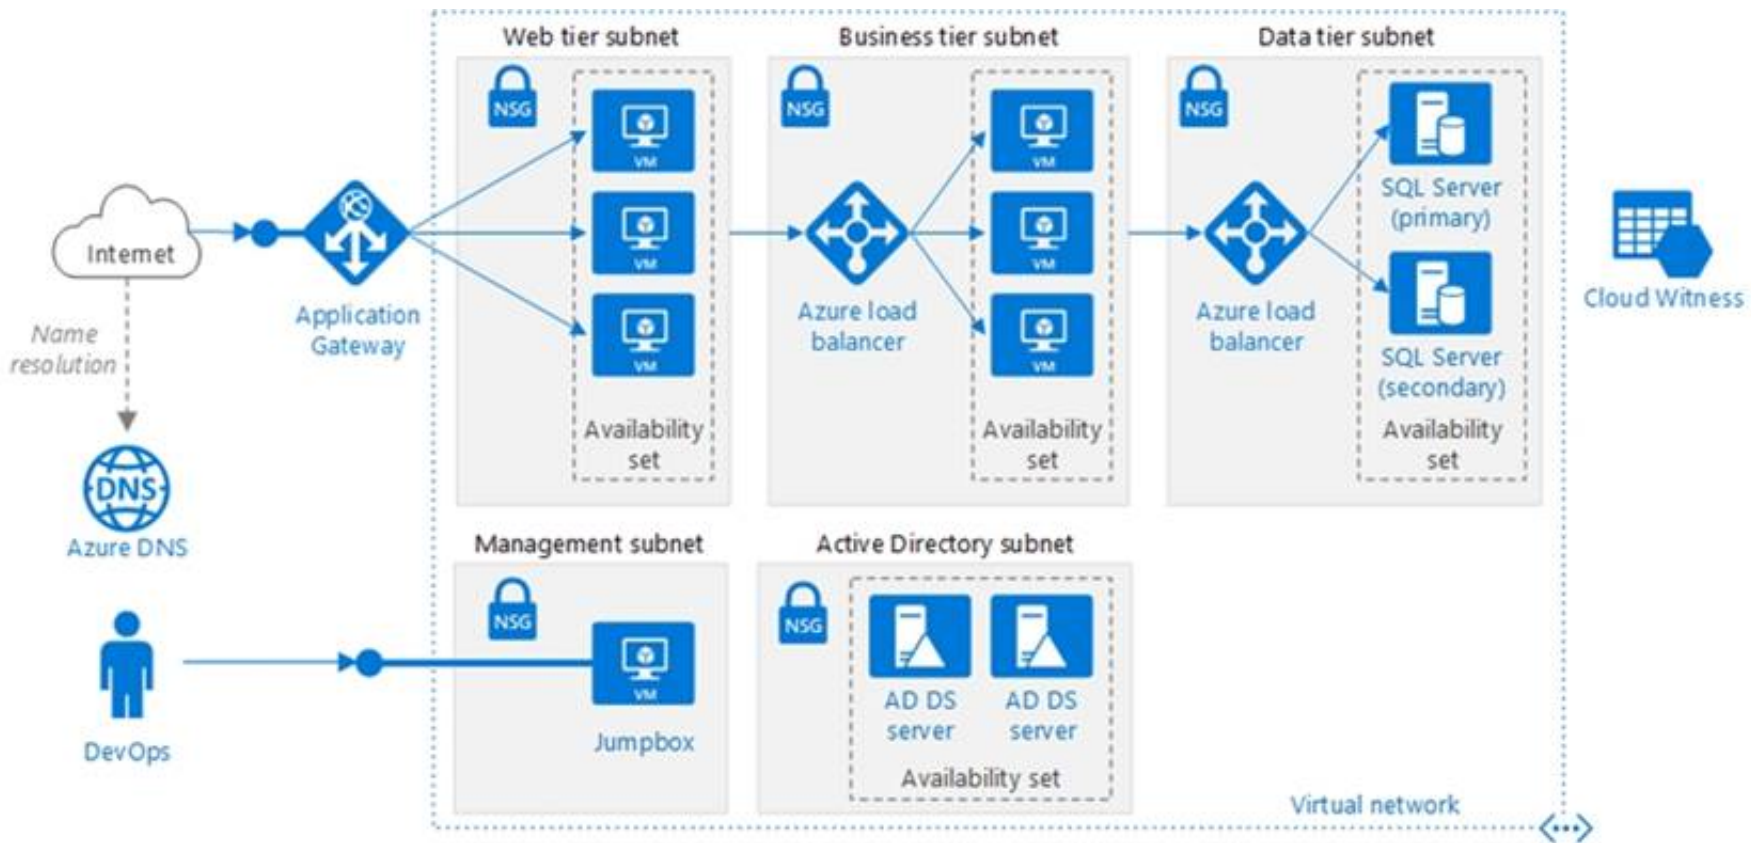 Web tier subnet
Business tier subnet
Data tier subnet
NSG
VM
VM
VM
Availability
set
NSG
Azure load
balancer
VM
VM
VM
Availability
set
NSG
Azure load
balancer
SQL Server
(primary)
SQL Server
(secondary)
Availability
set
Cloud Witness
Internet
Application
Gateway
Name
resolution
DNS
Azure DNS
DevOps
Management subnet
NSG
VM
Jumpbox
Active Directory subnet
NSG
AD DS
server
AD DS
server
Availability set
Virtual network